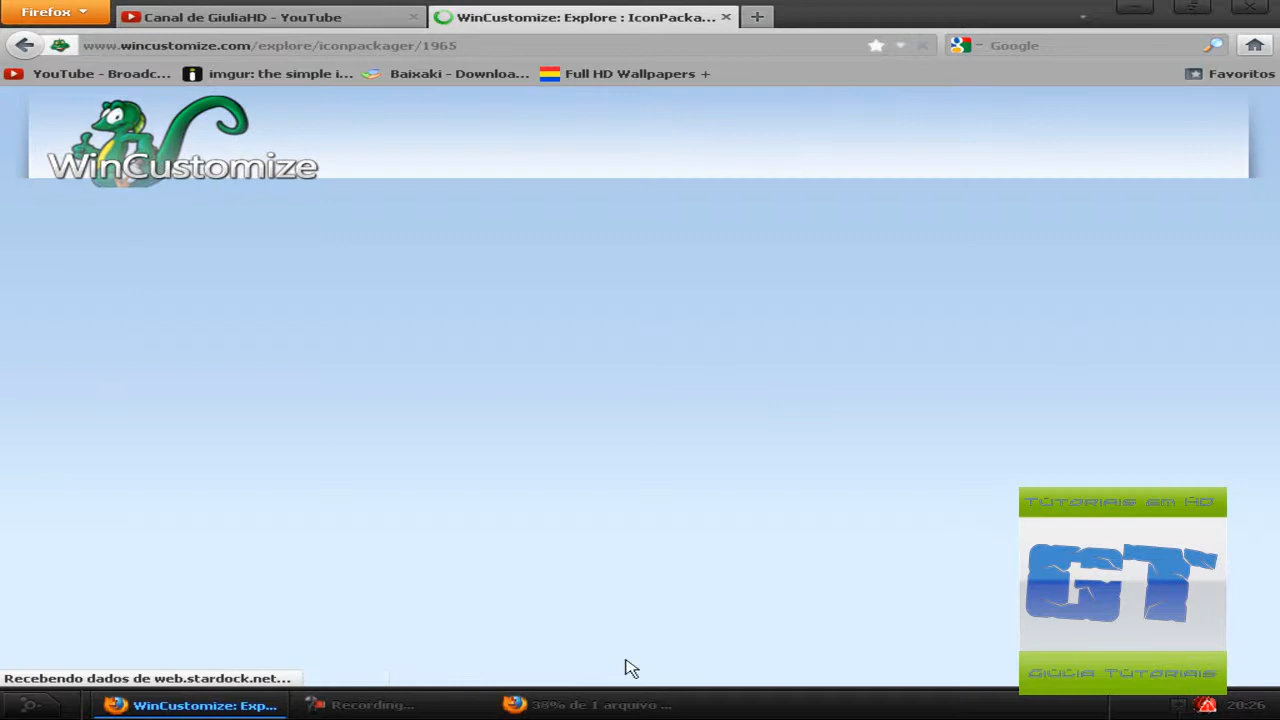 Firefox
Canal de GiuliaHD - YouTube
WinCustomize: Explore : IconPacka...
www.wincustomize.com/explore/iconpackager/1965
Google
YouTube - Broadc...
imgur: the simple i...
Baixaki - Downloa...
Full HD Wallpapers +
Favoritos
WinCustomize
TUTORIAIS EM HD
GT
GIULIA TUTORIAIS
Recebendo dados de web.stardock.net...
WinCustomize: Exp...
Recording...
38% de 1 arquivo ...
20:26